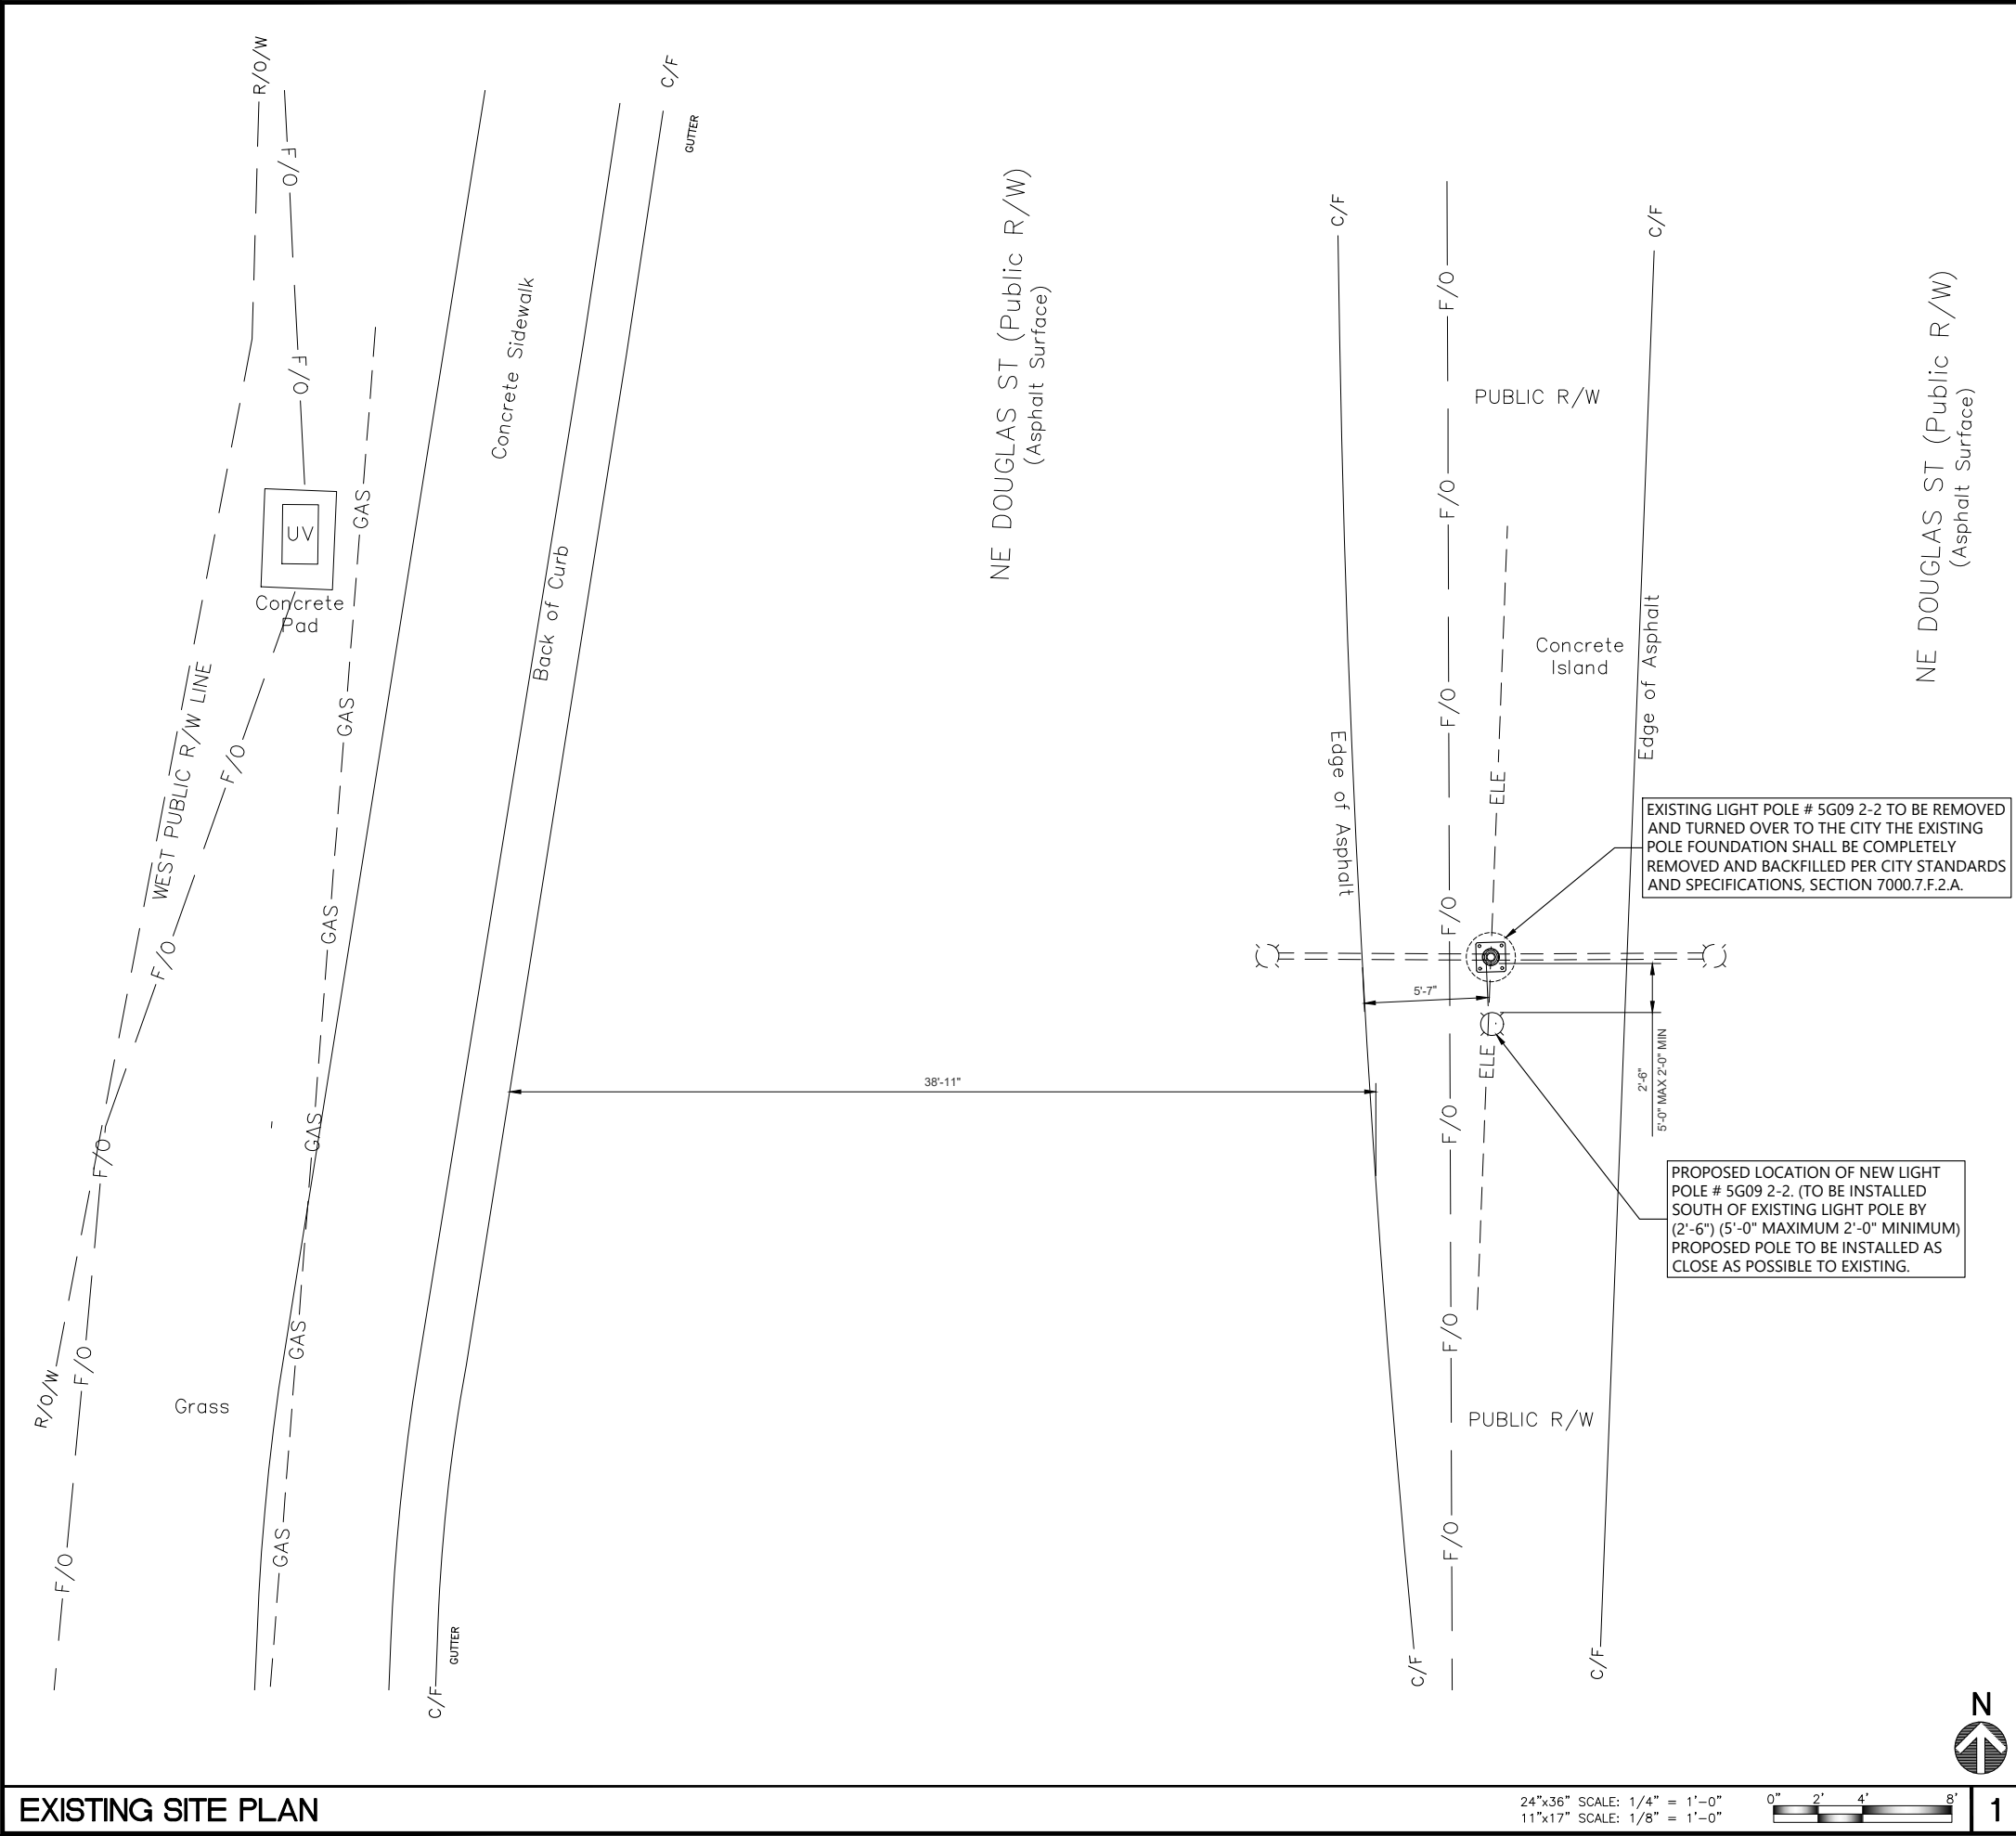 R/O/W
C/F
GUTTER
F/O
F/O
Concrete Sidewalk
NE DOUGLAS ST (Public R/W)
(Asphalt Surface)
C/F
F/O
C/F
PUBLIC R/W
NE DOUGLAS ST (Public R/W)
(Asphalt Surface)
GAS
F/O
UV
Concrete
Pad
Back of Curb
Concrete
Island
Edge of Asphalt
WEST PUBLIC R/W LINE
F/O
GAS
F/O
Edge of Asphalt
ELE
EXISTING LIGHT POLE # 5G09 2-2 TO BE REMOVED
AND TURNED OVER TO THE CITY THE EXISTING
POLE FOUNDATION SHALL BE COMPLETELY
REMOVED AND BACKFILLED PER CITY STANDARDS
AND SPECIFICATIONS, SECTION 7000.7.F.2.A.
F/O
GAS
F/O
5'-7"
2'-6"
5'-0" MAX 2'-0" MIN
ELE
38'-11"
F/O
GAS
F/O
PROPOSED LOCATION OF NEW LIGHT
POLE # 5G09 2-2. (TO BE INSTALLED
SOUTH OF EXISTING LIGHT POLE BY
(2'-6") (5'-0" MAXIMUM 2'-0" MINIMUM)
PROPOSED POLE TO BE INSTALLED AS
CLOSE AS POSSIBLE TO EXISTING.
R/O/W
F/O
GAS
F/O
Grass
PUBLIC R/W
F/O
GAS
F/O
GUTTER
C/F
C/F
C/F
N
EXISTING SITE PLAN
24"x36" SCALE: 1/4" = 1'-0"
11"x17" SCALE: 1/8" = 1'-0"
0" 2' 4' 8'
1